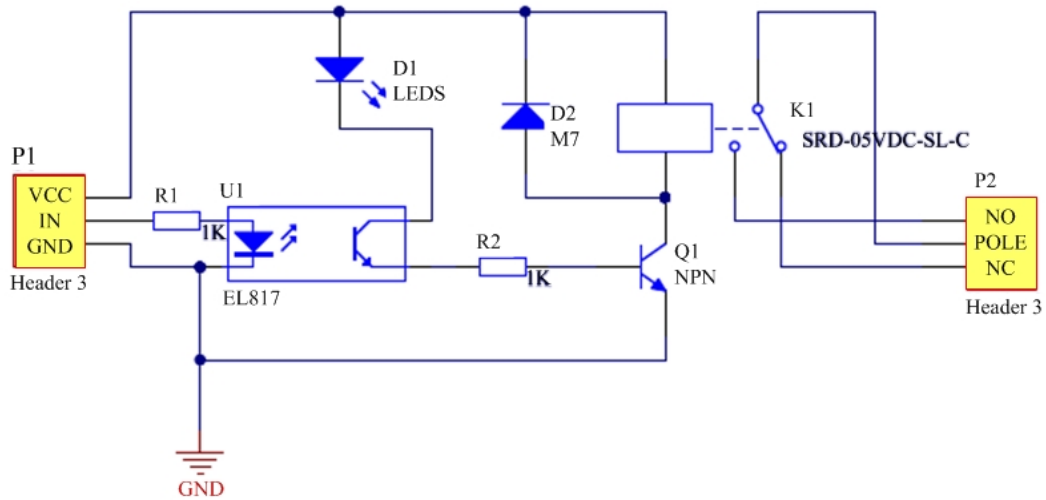 D1
LEDS
D2
M7
K1
SRD-05VDC-SL-C
P1
VCC
IN
GND
Header 3
R1
1K
U1
EL817
R2
1K
Q1
NPN
P2
NO
POLE
NC
Header 3
GND